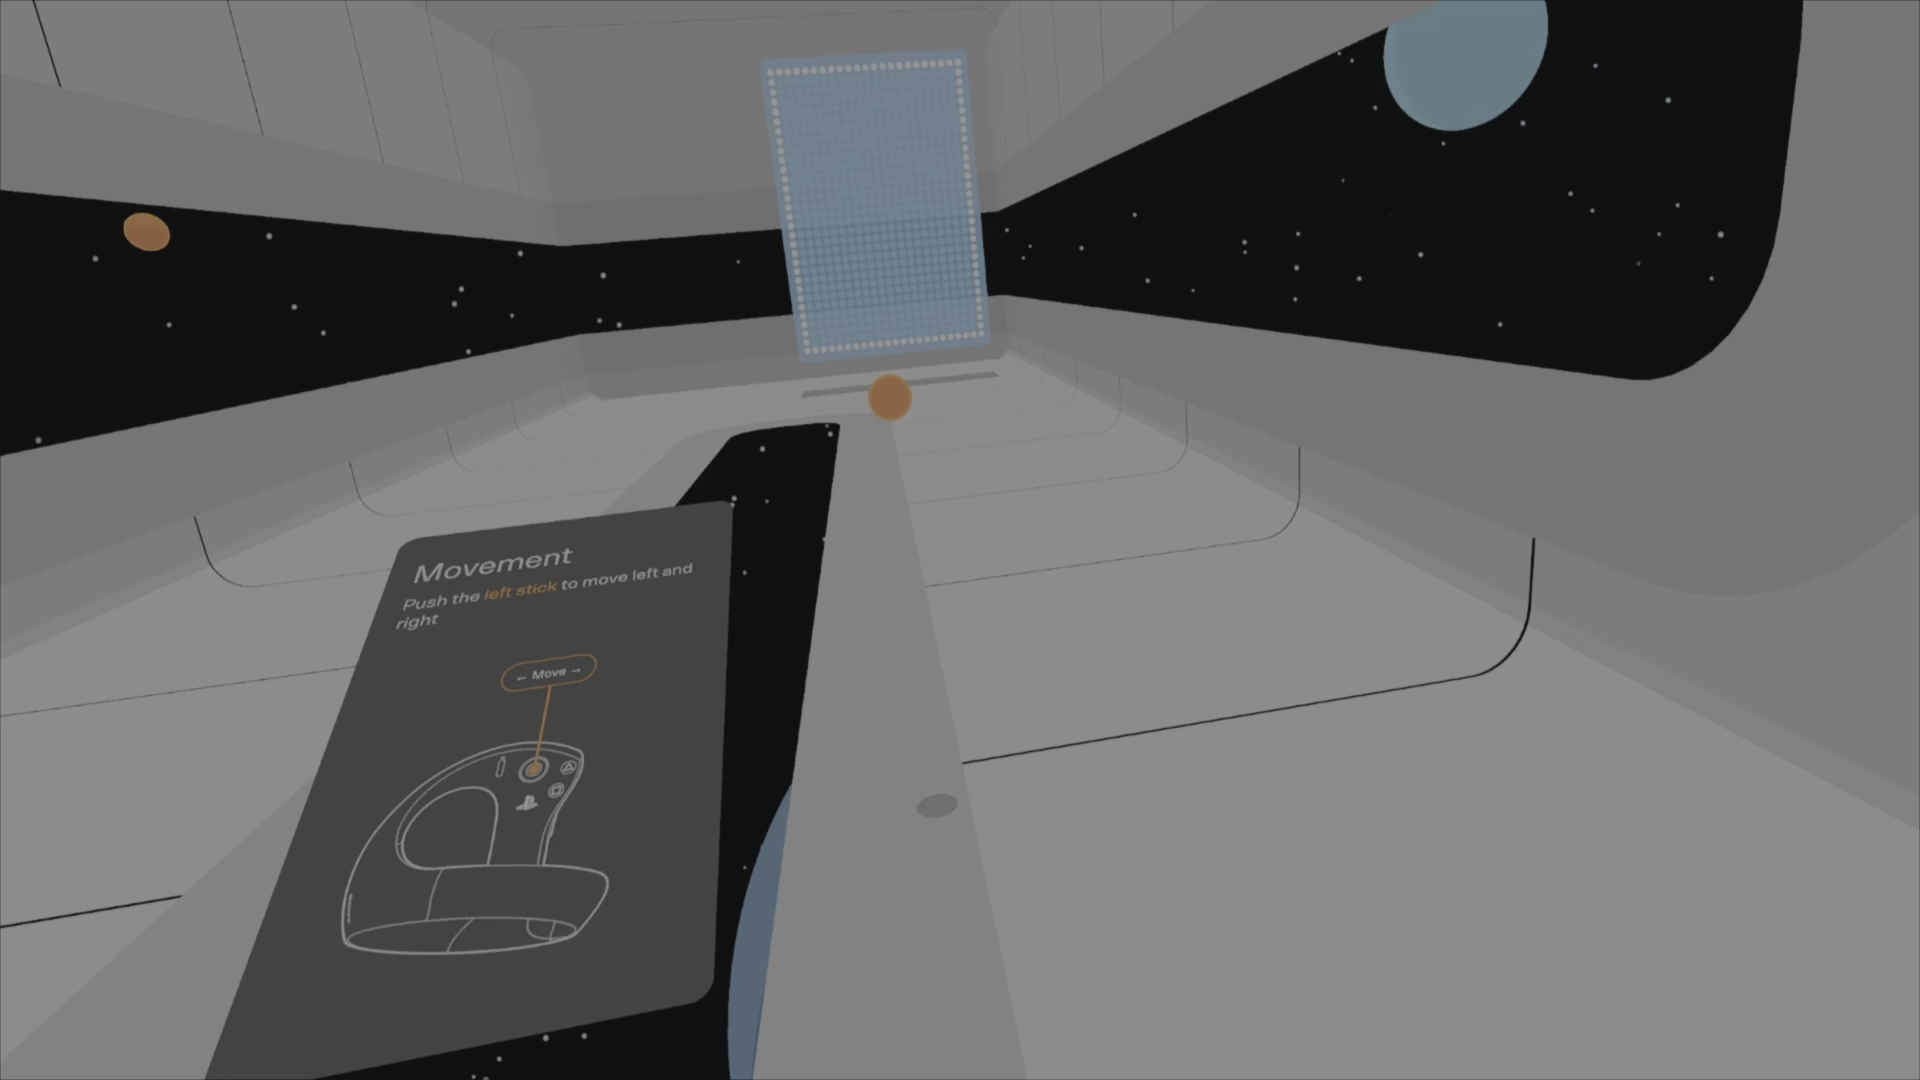 Movement
Push the left stick to move left and
right
← Move →